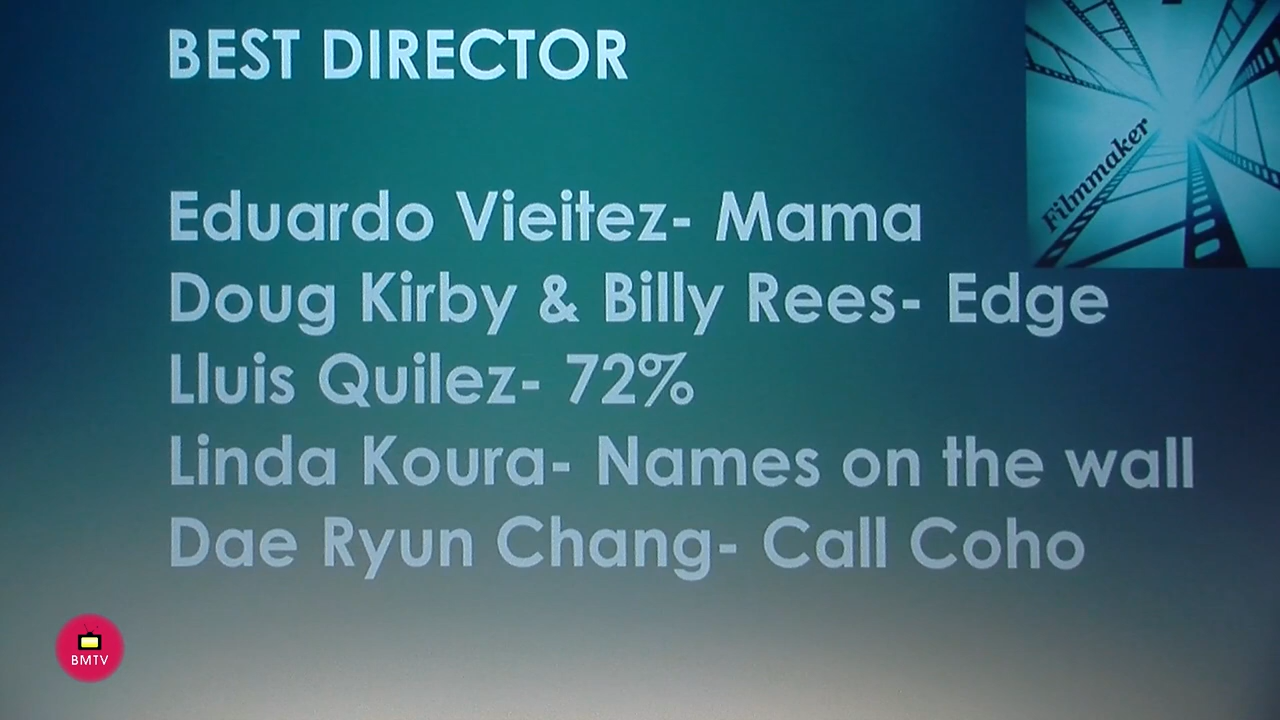 BEST DIRECTOR
Filmmaker
Eduardo Vieitez- Mama
Doug Kirby & Billy Rees- Edge
Lluis Quilez- 72%
Linda Koura- Names on the wall
Dae Ryun Chang- Call Coho
BMTV